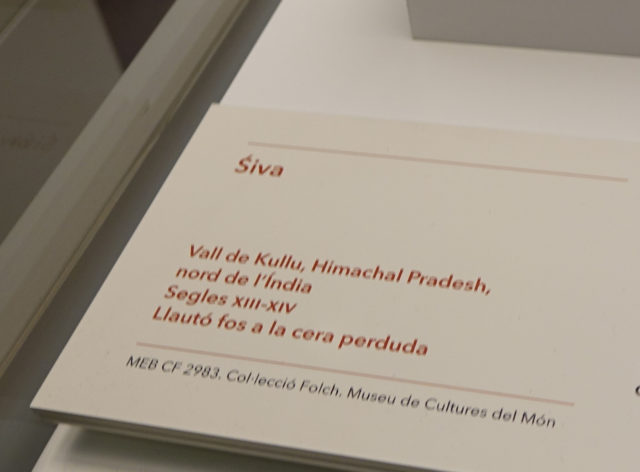 Śiva
Vall de Kullu, Himachal Pradesh,
nord de l'Índia
Segles XIII-XIV
Llautó fos a la cera perduda
MEB CF 2983. Col·lecció Folch. Museu de Cultures del Món